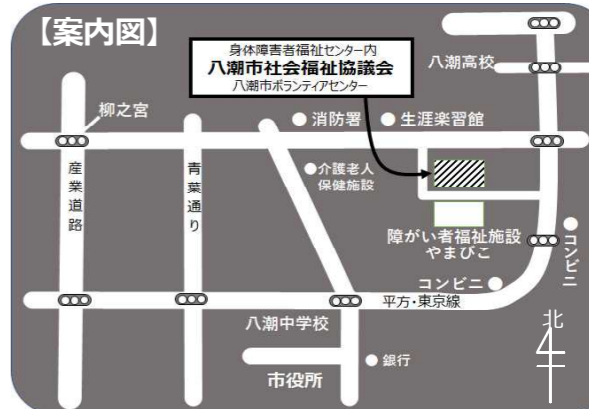 【案内図】
身体障害者福祉センター内
八潮市社会福祉協議会
八潮市ボランティアセンター
八潮高校
柳之宮
消防署
生涯楽習館
産業道路
青葉通り
介護老人
保健施設
障がい者福祉施設
やまびこ
コンビニ
コンビニ
平方・東京線
八潮中学校
北
銀行
市役所